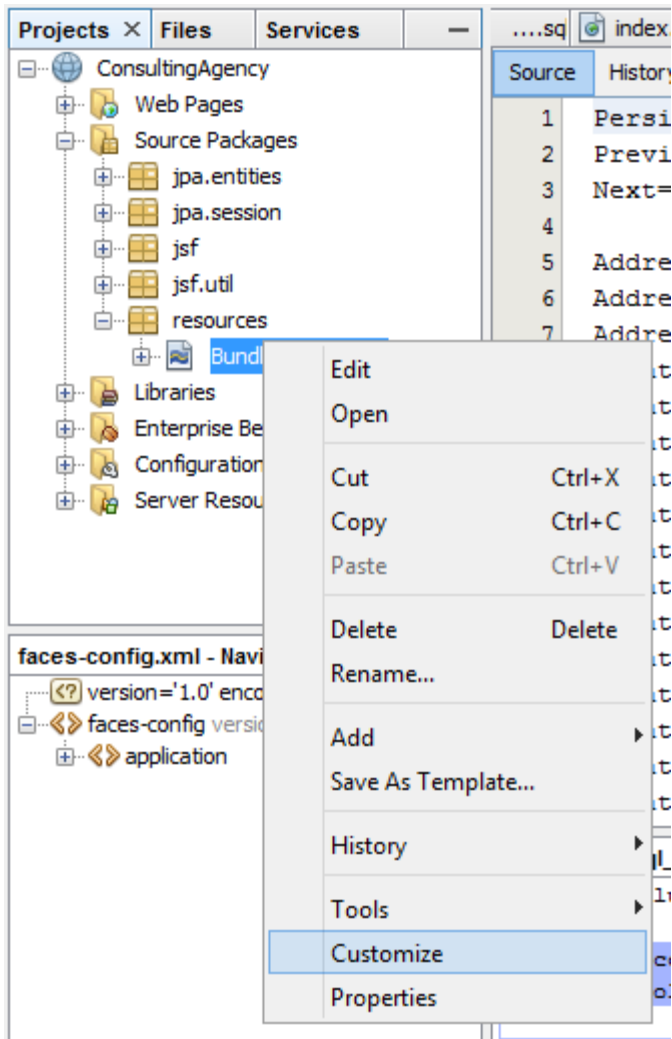 Projects Files Services
ConsultingAgency
Web Pages
Source Packages
jpa.entities
jpa.session
jsf
jsf.util
resources
Bundl
Libraries
Enterprise Be
Configuration
Server Resou
faces-config.xml - Navi
<?> version='1.0' enco
faces-config versio
application
....sq index.
Source History
1 Persi
2 Previ
3 Next=
4
5 Addre
6 Addre
7 Addre
Edit
Open
Cut Ctrl+X
Copy Ctrl+C
Paste Ctrl+V
Delete Delete
Rename...
Add
Save As Template...
History
Tools
Customize
Properties